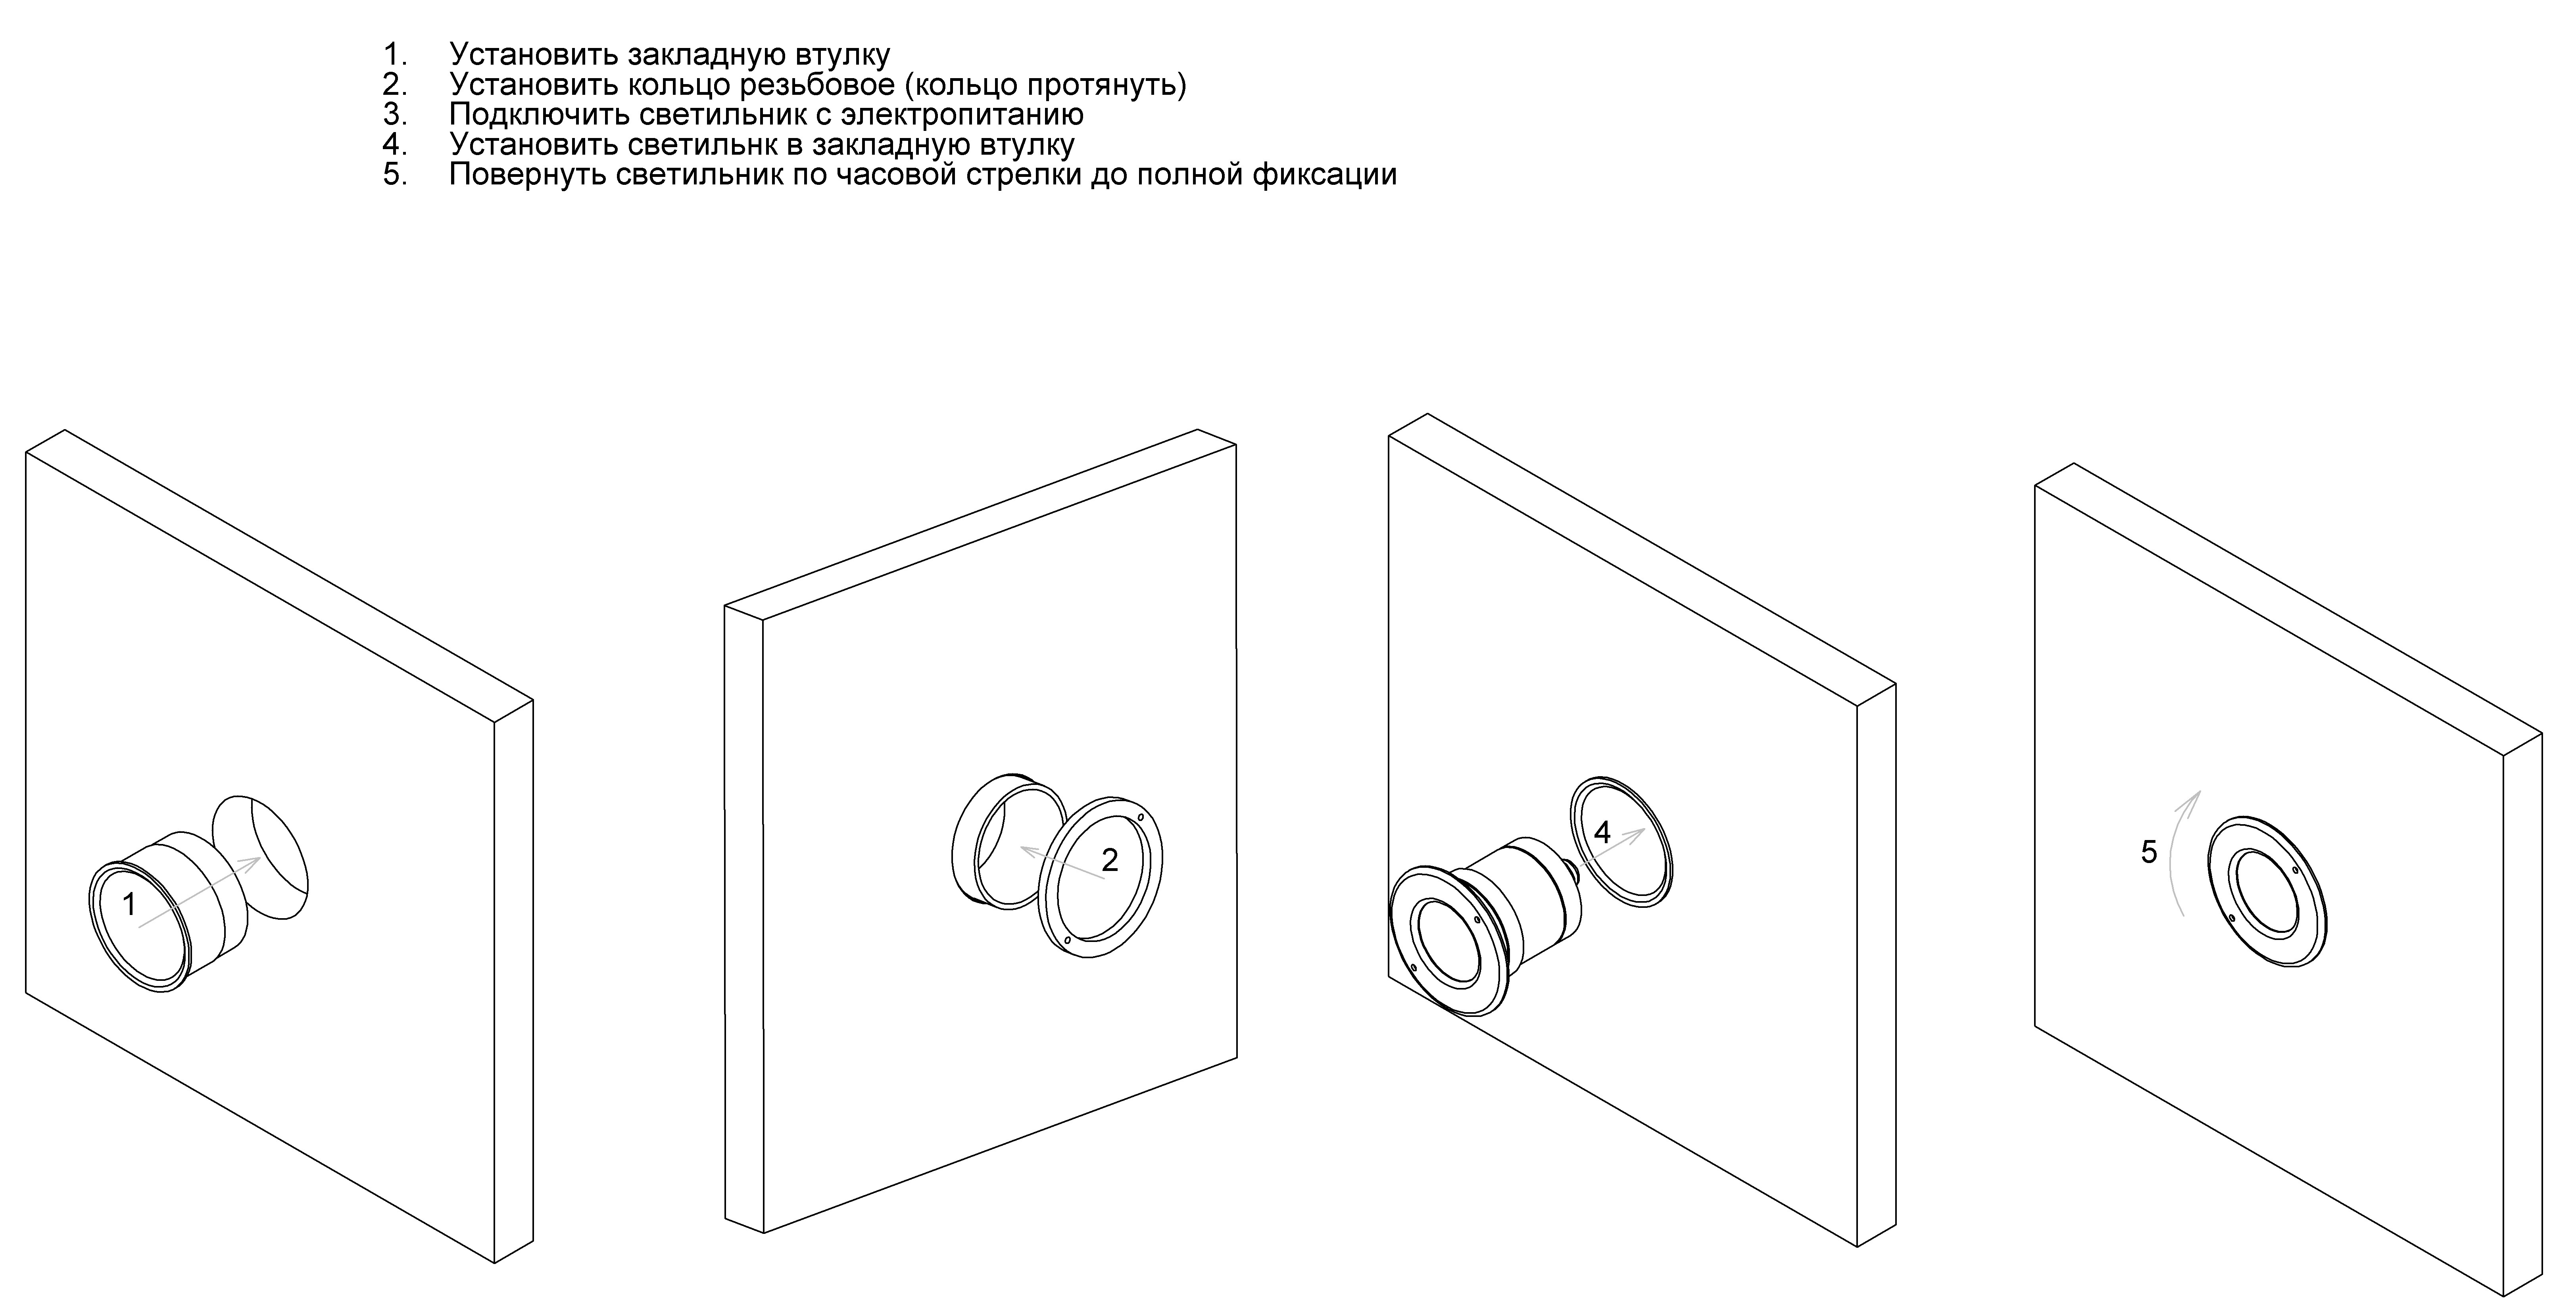 1. Установить закладную втулку
2. Установить кольцо резьбовое (кольцо протянуть)
3. Подключить светильник с электропитанию
4. Установить светильнк в закладную втулку
5. Повернуть светильник по часовой стрелки до полной фиксации
1
2
4
5